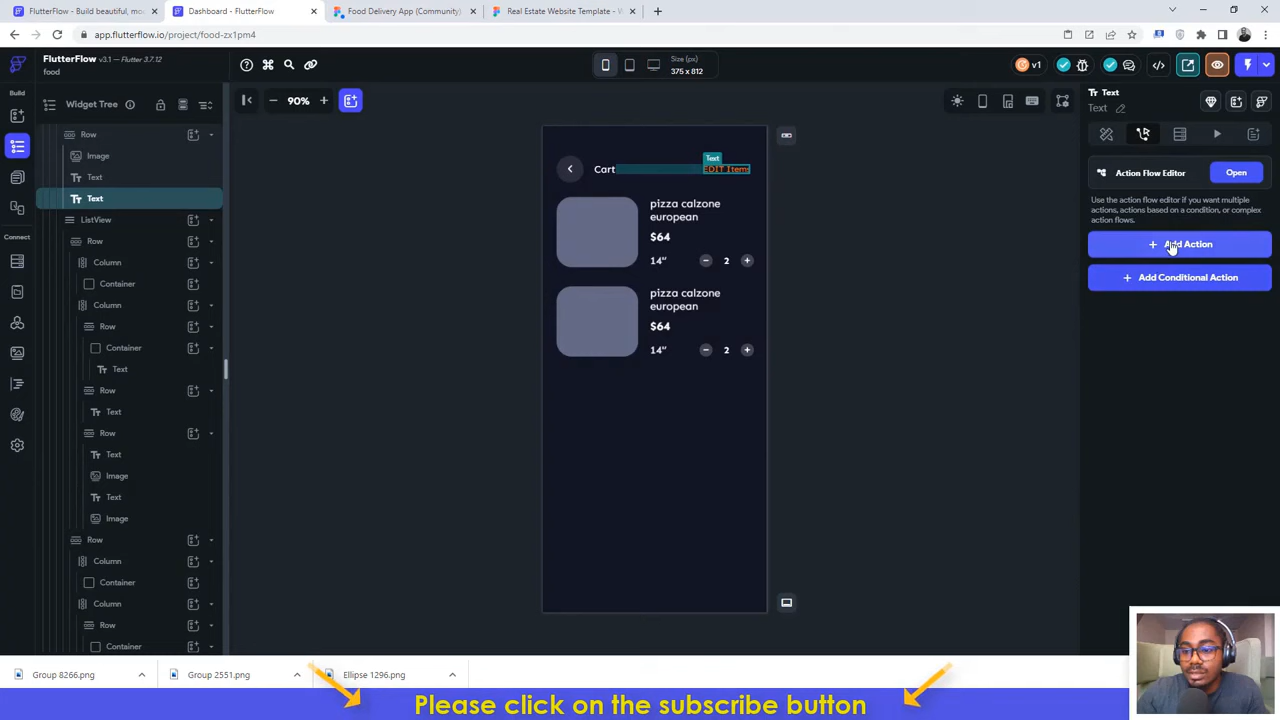 FlutterFlow - Build beautiful, mo
Dashboard - FlutterFlow
Food Delivery App (Community)
Real Estate Website Template - W
app.flutterflow.io/project/food-zx1pm4
FlutterFlow
v3.1 — Flutter 3.7.12
food
Size (px)
375 x 812
v1
Build
Widget Tree
90%
Text
Text
Row
Image
Text
Text
Action Flow Editor
Open
Use the action flow editor if you want multiple
actions, actions based on a condition, or complex
action flows.
Add Action
Add Conditional Action
Text
Cart
EDIT Items
pizza calzone
european
$64
14"
2
pizza calzone
european
$64
14"
2
ListView
Connect
Row
Column
Container
Column
Row
Container
Text
Row
Text
Row
Text
Image
Text
Image
Row
Column
Container
Column
Row
Container
Group 8266.png
Group 2551.png
Ellipse 1296.png
Please click on the subscribe button